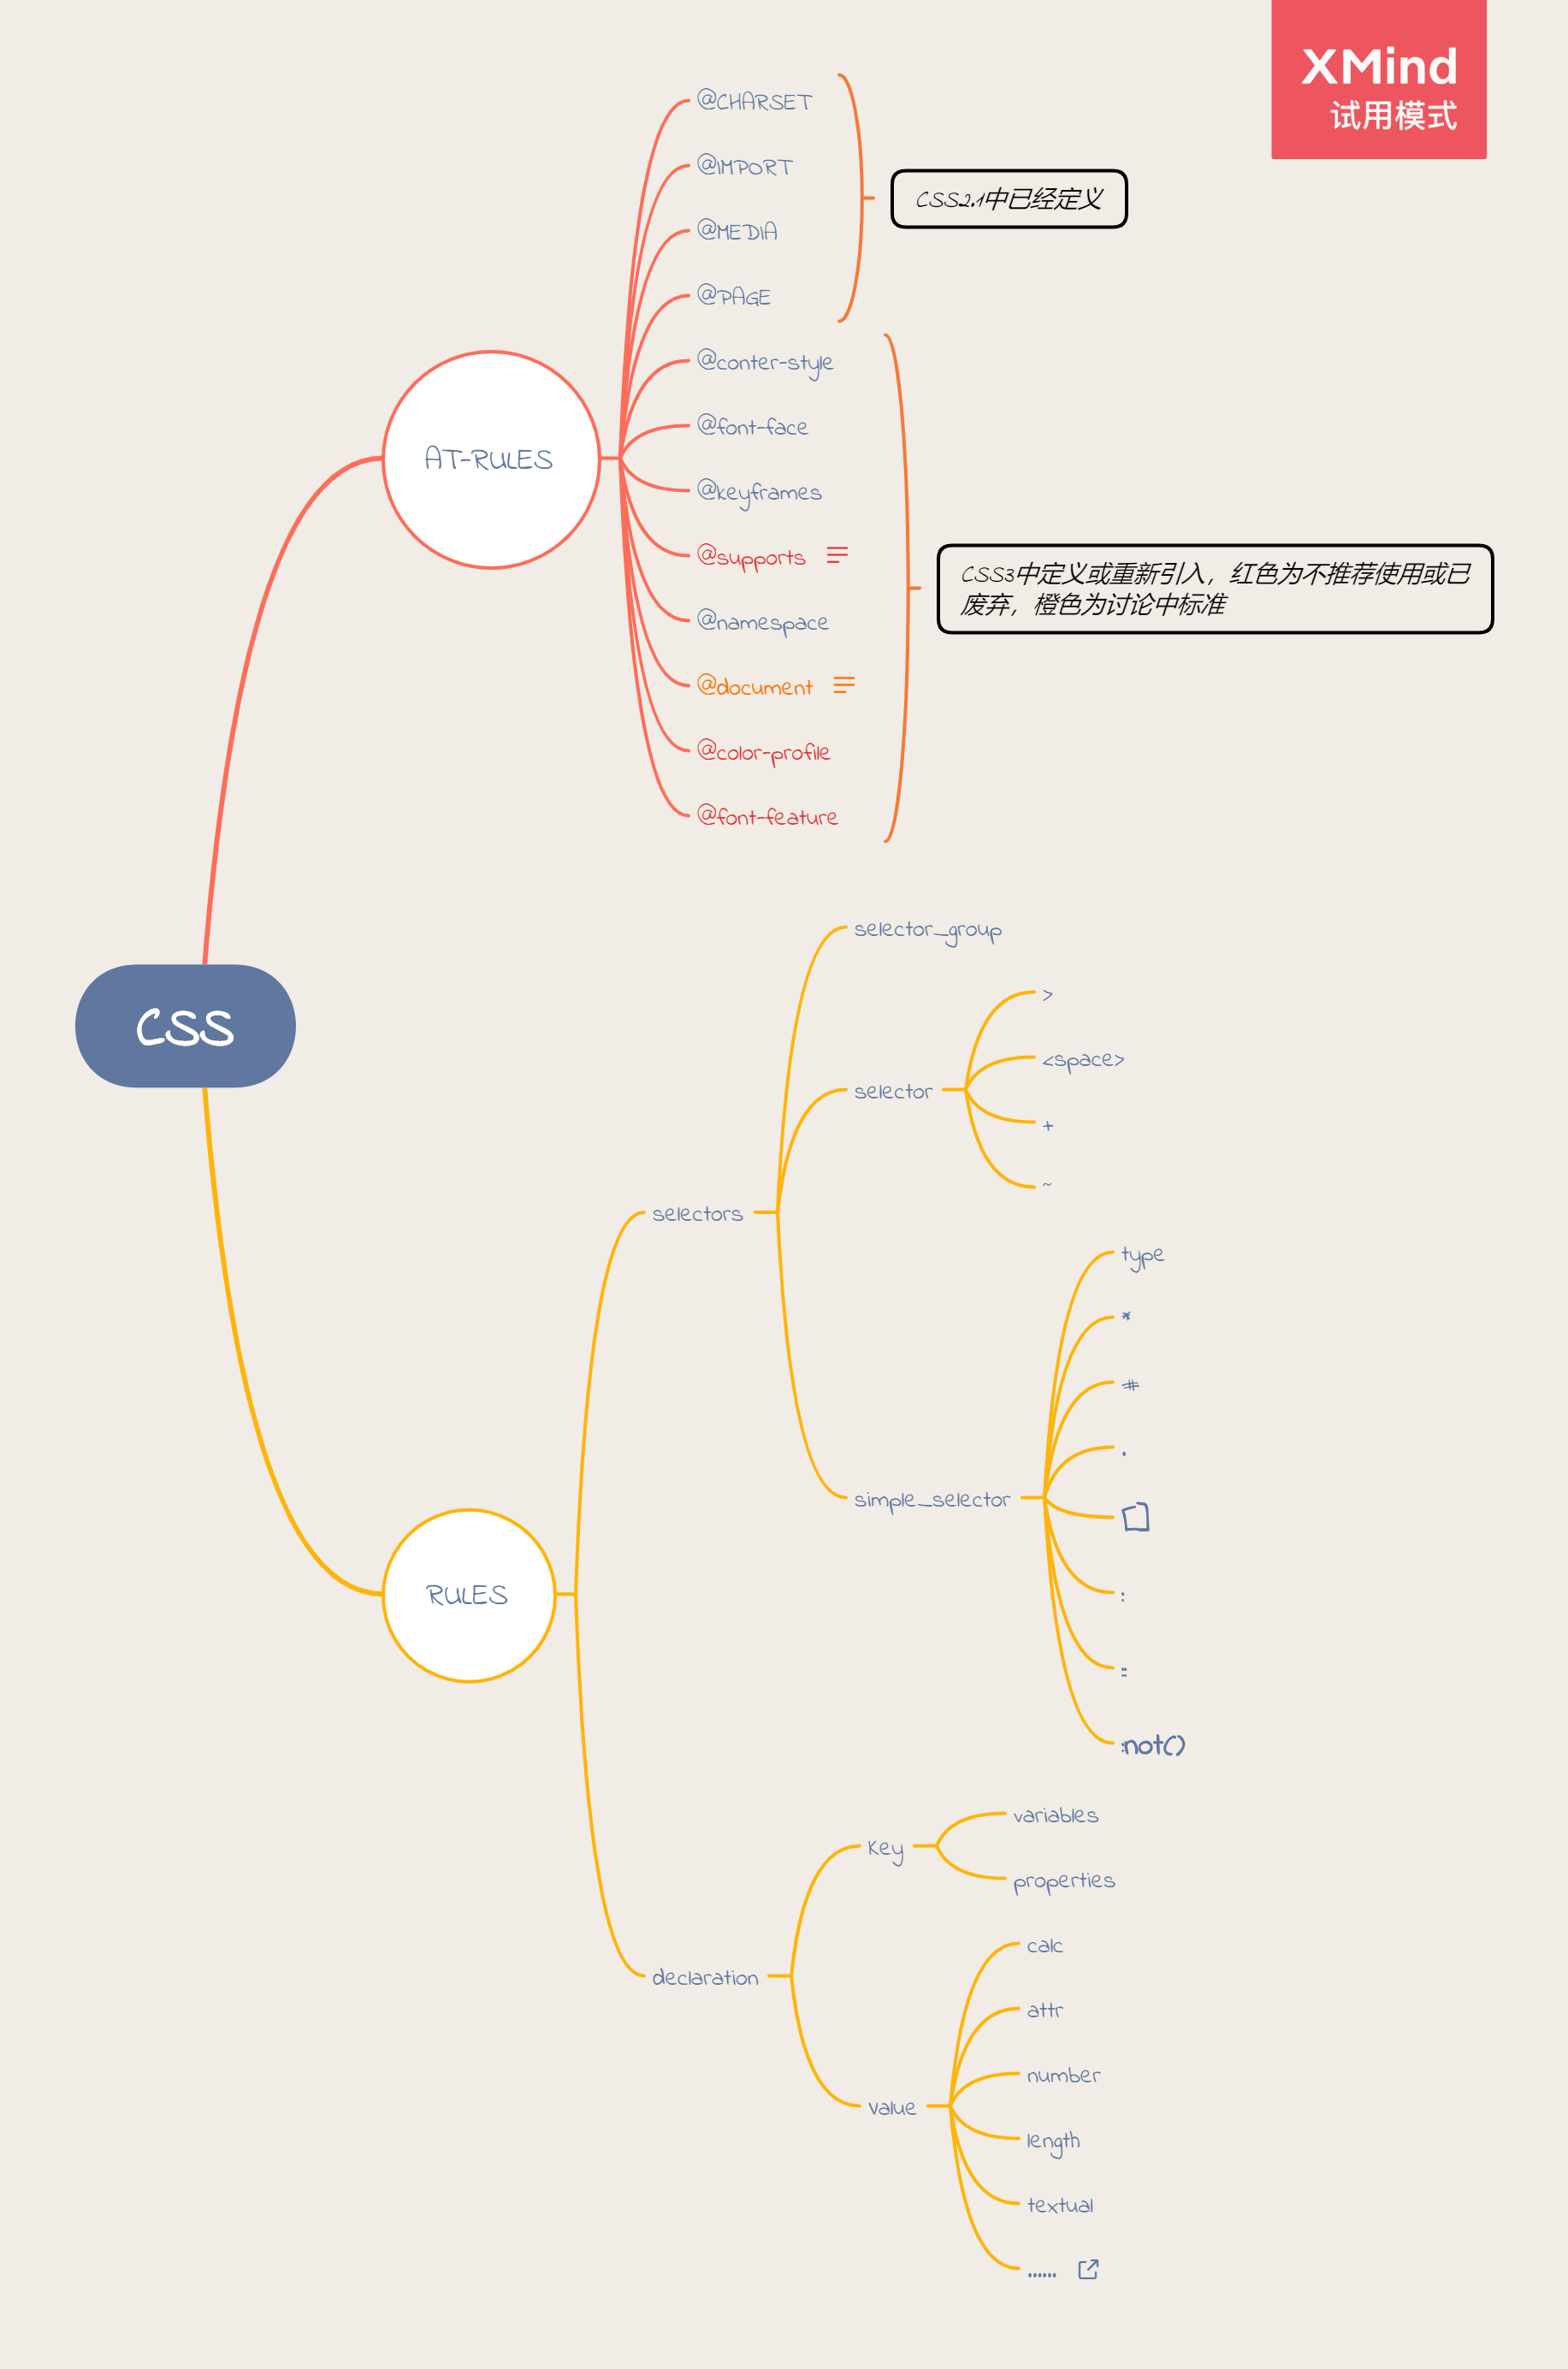 XMind
试用模式
@CHARSET
@IMPORT
@MEDIA
@PAGE
CSS2.1中已经定义
@conter-style
@font-face
@keyframes
@supports
@namespace
@document
@color-profile
@font-feature
CSS3中定义或重新引入，红色为不推荐使用或已
废弃，橙色为讨论中标准
AT-RULES
CSS
RULES
selectors
selector_group
selector
>
<space>
+
~
simple_selector
type
*
#
.
[]
:
::
:not()
declaration
Key
variables
properties
Value
calc
attr
number
length
textual
......